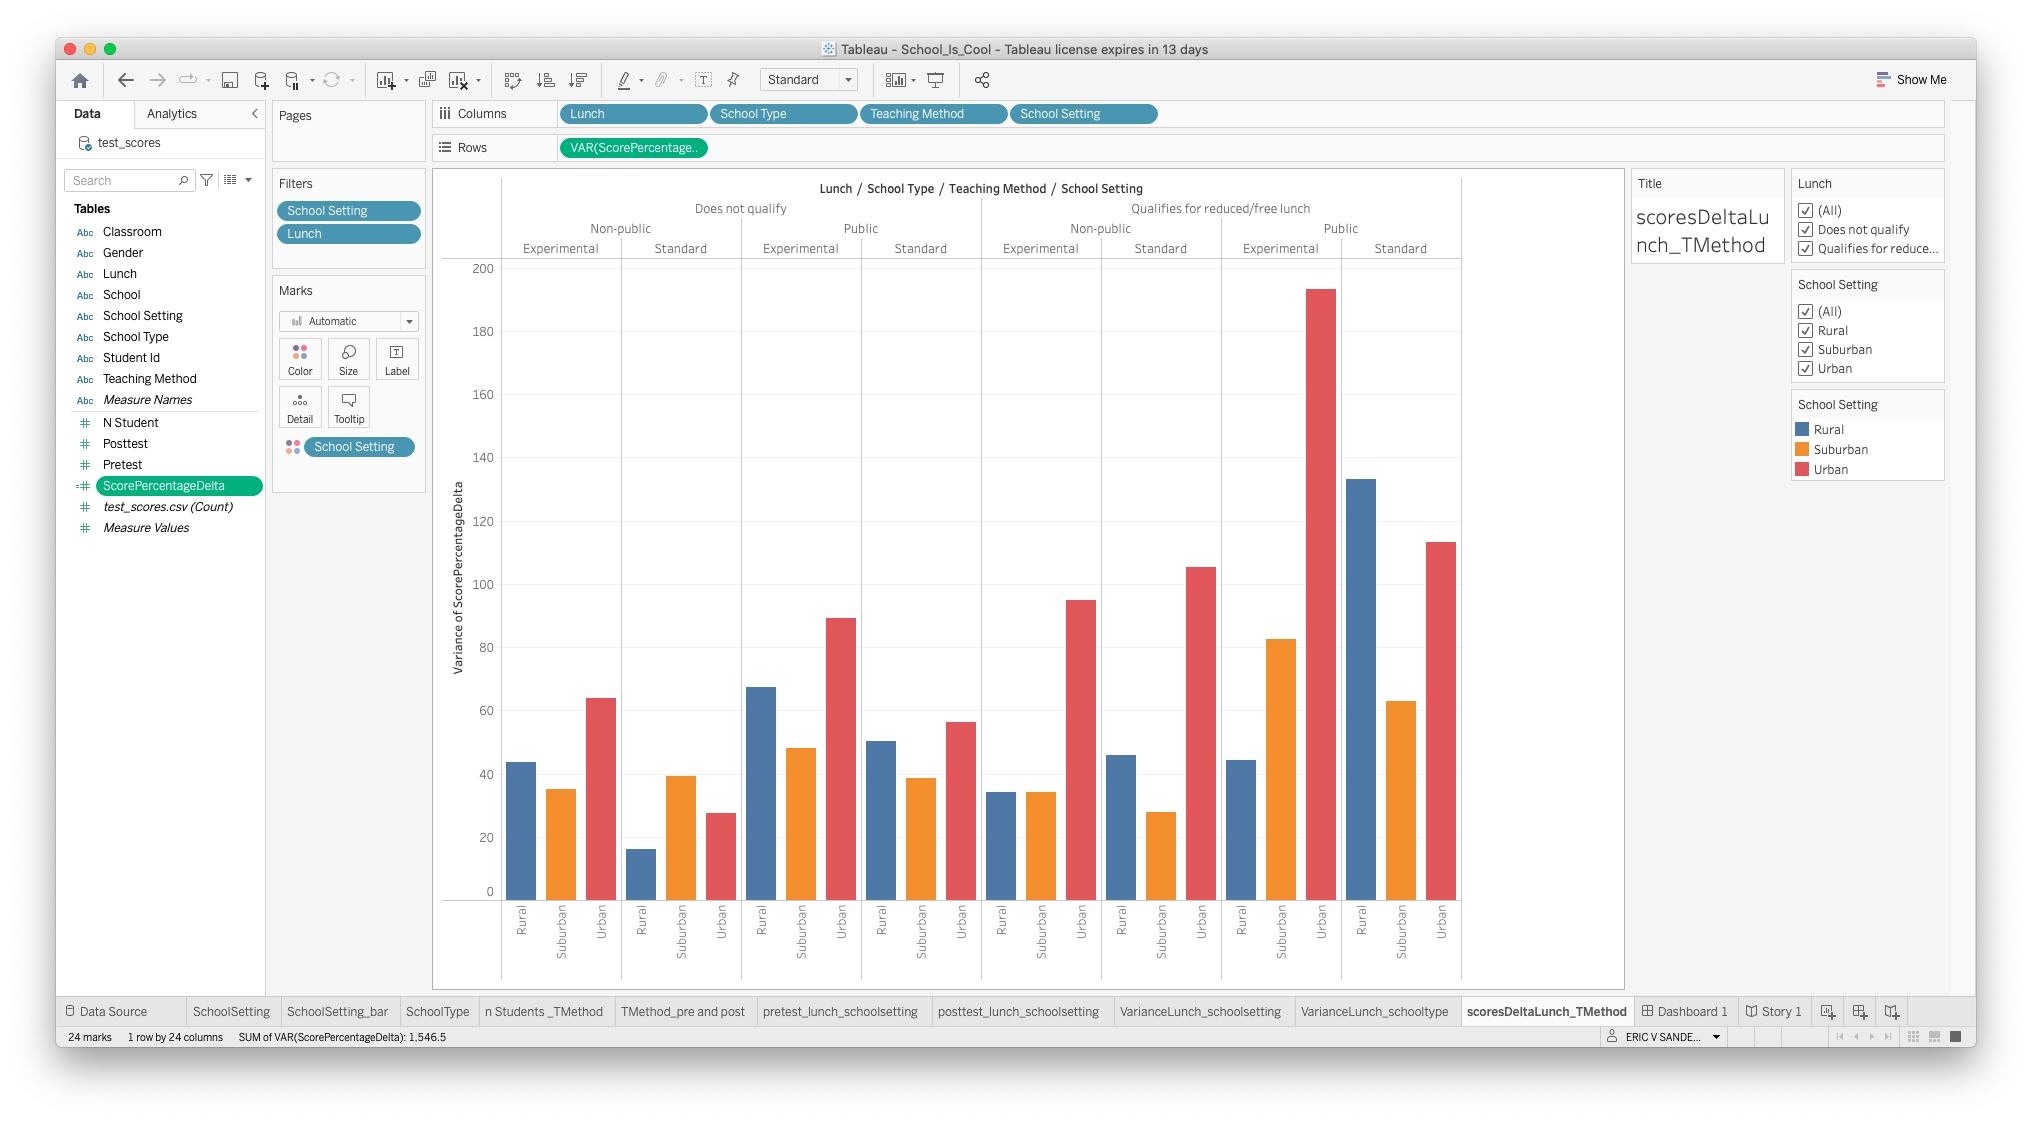 Tableau - School_Is_Cool - Tableau license expires in 13 days
Standard
Show Me
Data
Analytics
test_scores
Search
Tables
Abc Classroom
Abc Gender
Abc Lunch
Abc School
Abc School Setting
Abc School Type
Abc Student Id
Abc Teaching Method
Abc Measure Names
N Student
Posttest
Pretest
ScorePercentageDelta
test_scores.csv (Count)
Measure Values
Pages
Filters
School Setting
Lunch
Marks
Automatic
Color Size Label
Detail Tooltip
School Setting
Columns Lunch School Type Teaching Method School Setting
Rows VAR(ScorePercentage..
Lunch / School Type / Teaching Method / School Setting
Does not qualify Qualifies for reduced/free lunch
Non-public Public Non-public Public
Experimental Standard Experimental Standard Experimental Standard Experimental Standard
Variance of ScorePercentageDelta
200
180
160
140
120
100
80
60
40
20
0
Rural Suburban Urban Rural Suburban Urban Rural Suburban Urban Rural Suburban Urban Rural Suburban Urban Rural Suburban Urban Rural Suburban Urban Rural Suburban Urban
Title
scoresDeltaLu
nch_TMethod
Lunch
(All)
Does not qualify
Qualifies for reduce...
School Setting
(All)
Rural
Suburban
Urban
School Setting
Rural
Suburban
Urban
Data Source SchoolSetting SchoolSetting_bar SchoolType n Students _TMethod TMethod_pre and post pretest_lunch_schoolsetting posttest_lunch_schoolsetting VarianceLunch_schoolsetting VarianceLunch_schooltype scoresDeltaLunch_TMethod Dashboard 1 Story 1
24 marks 1 row by 24 columns SUM of VAR(ScorePercentageDelta): 1,546.5 ERIC V SANDE...